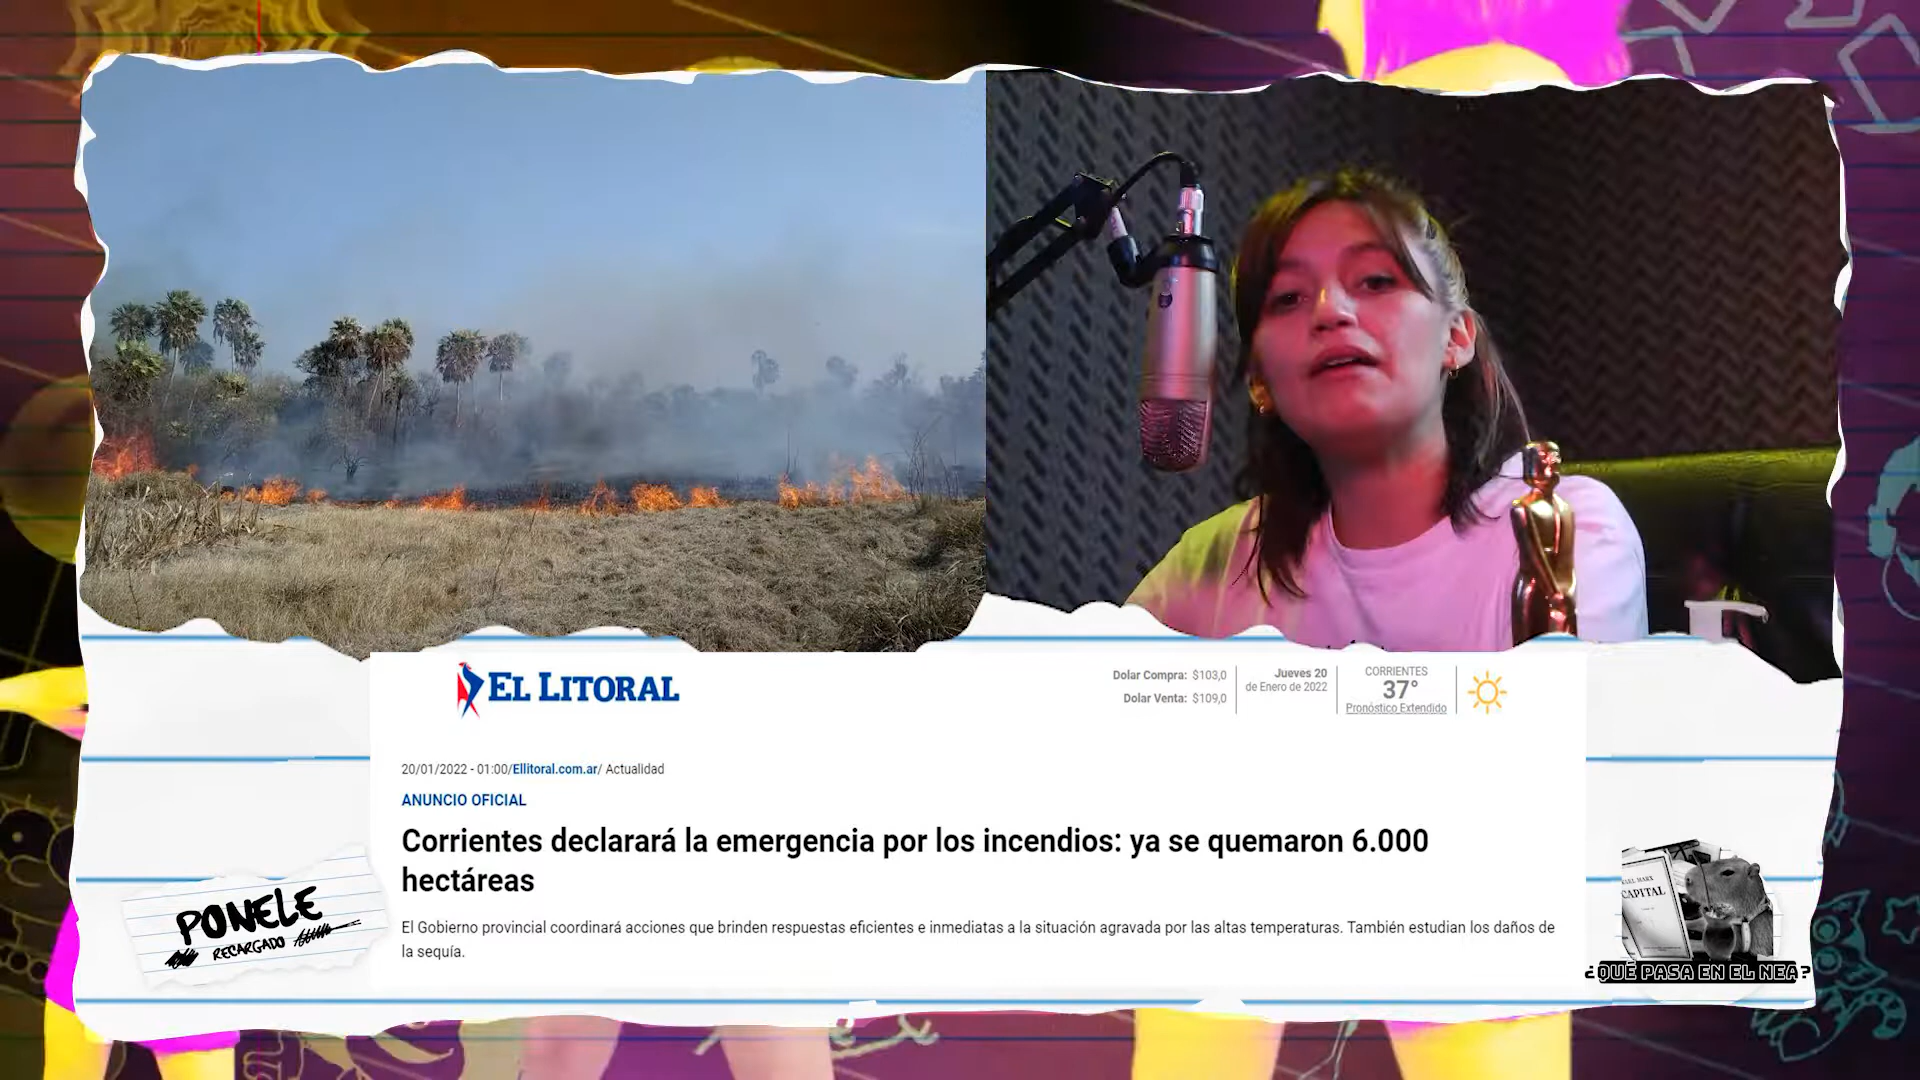 EL LITORAL
Dolar Compra: $103,0
Dolar Venta: $109,0
Jueves 20
de Enero de 2022
CORRIENTES
37°
Pronóstico Extendido
20/01/2022 - 01:00/Ellitoral.com.ar/ Actualidad
ANUNCIO OFICIAL
Corrientes declarará la emergencia por los incendios: ya se quemaron 6.000
hectáreas
El Gobierno provincial coordinará acciones que brinden respuestas eficientes e inmediatas a la situación agravada por las altas temperaturas. También estudian los daños de
la sequía.
PONELE
RECARGADO
CAPITAL
¿QUÉ PASA EN EL NEA?